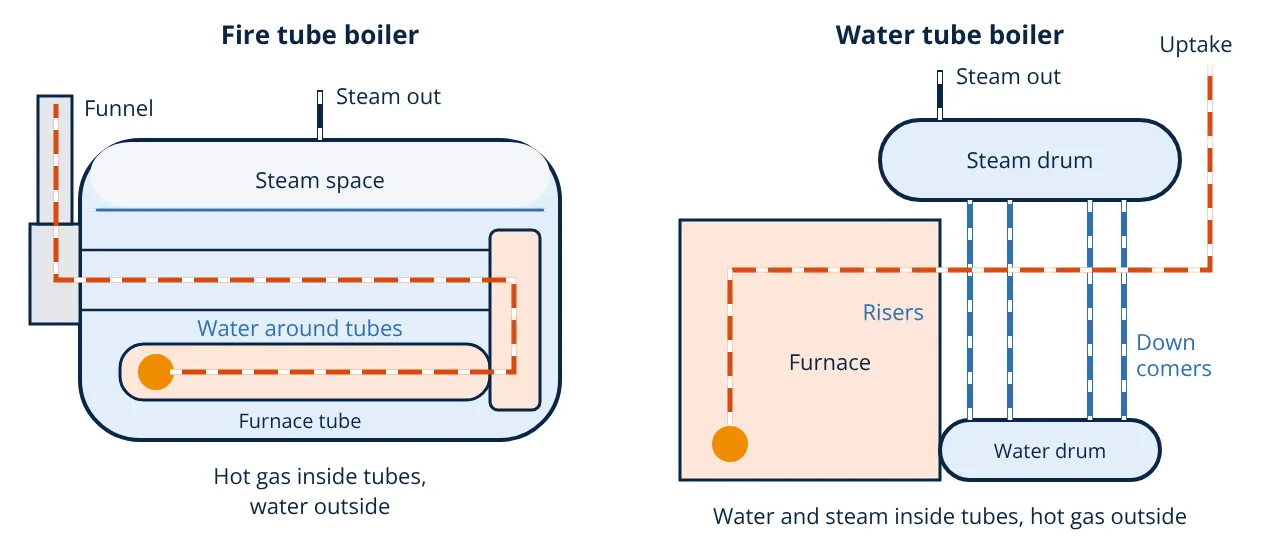 Fire tube boiler
Funnel
Steam out
Steam space
Water around tubes
Furnace tube
Hot gas inside tubes,
water outside
Water tube boiler
Uptake
Steam out
Steam drum
Risers
Furnace
Down
comers
Water drum
Water and steam inside tubes, hot gas outside